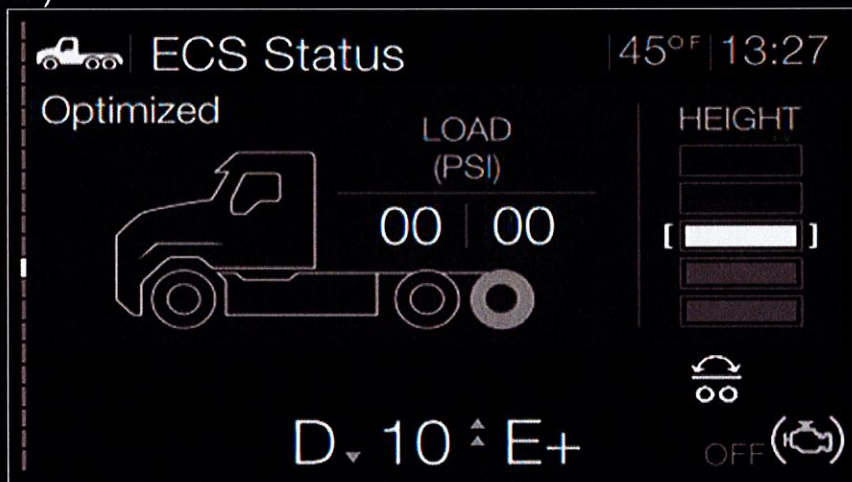 ECS Status
45°F 13:27
Optimized
LOAD
(PSI)
HEIGHT
00 00
[ ]
D 10 E+
OFF